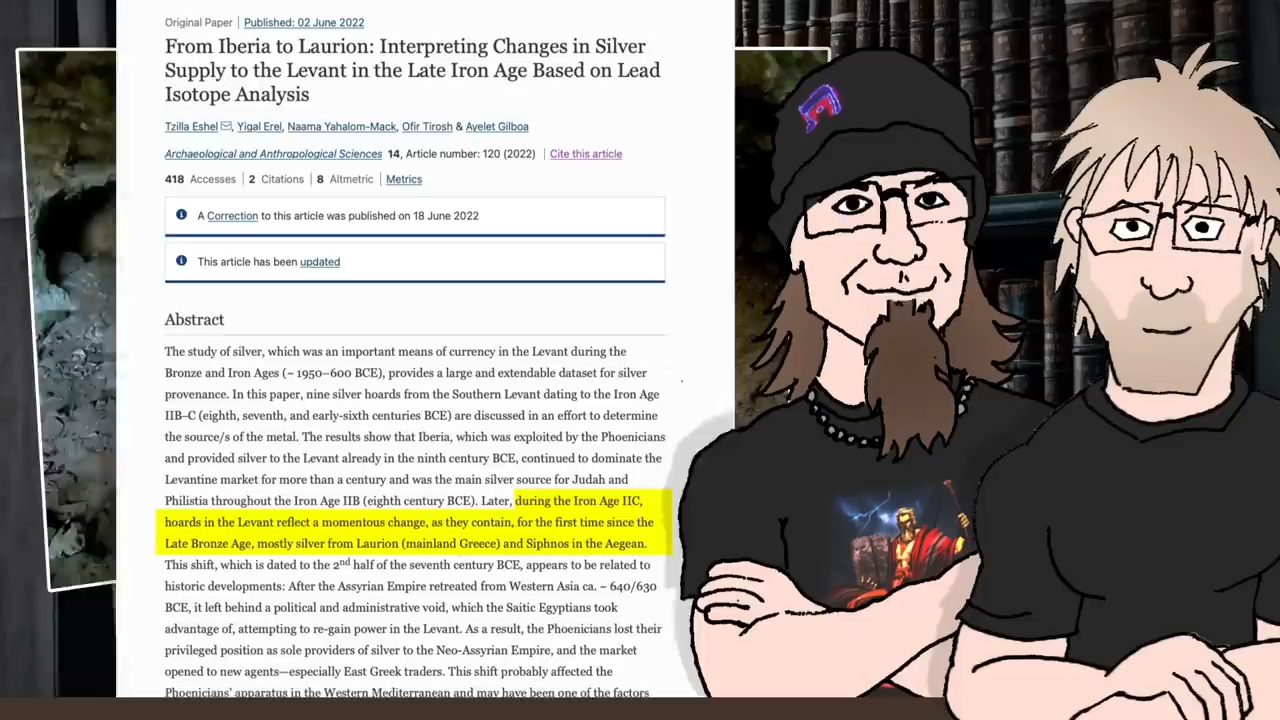 Original Paper | Published: 02 June 2022
From Iberia to Laurion: Interpreting Changes in Silver
Supply to the Levant in the Late Iron Age Based on Lead
Isotope Analysis
Tzilla Eshel, Yigal Erel, Naama Yahalom-Mack, Ofir Tirosh & Ayelet Gilboa
Archaeological and Anthropological Sciences 14, Article number: 120 (2022) | Cite this article
418 Accesses | 2 Citations | 8 Altmetric | Metrics
A Correction to this article was published on 18 June 2022
This article has been updated
Abstract
The study of silver, which was an important means of currency in the Levant during the
Bronze and Iron Ages (~ 1950–600 BCE), provides a large and extendable dataset for silver
provenance. In this paper, nine silver hoards from the Southern Levant dating to the Iron Age
IIB–C (eighth, seventh, and early-sixth centuries BCE) are discussed in an effort to determine
the source/s of the metal. The results show that Iberia, which was exploited by the Phoenicians
and provided silver to the Levant already in the ninth century BCE, continued to dominate the
Levantine market for more than a century and was the main silver source for Judah and
Philistia throughout the Iron Age IIB (eighth century BCE). Later, during the Iron Age IIC,
hoards in the Levant reflect a momentous change, as they contain, for the first time since the
Late Bronze Age, mostly silver from Laurion (mainland Greece) and Siphnos in the Aegean.
This shift, which is dated to the 2nd half of the seventh century BCE, appears to be related to
historic developments: After the Assyrian Empire retreated from Western Asia ca. ~ 640/630
BCE, it left behind a political and administrative void, which the Saitic Egyptians took
advantage of, attempting to re-gain power in the Levant. As a result, the Phoenicians lost their
privileged position as sole providers of silver to the Neo-Assyrian Empire, and the market
opened to new agents—especially East Greek traders. This shift probably affected the
Phoenicians' apparatus in the Western Mediterranean and may have been one of the factors